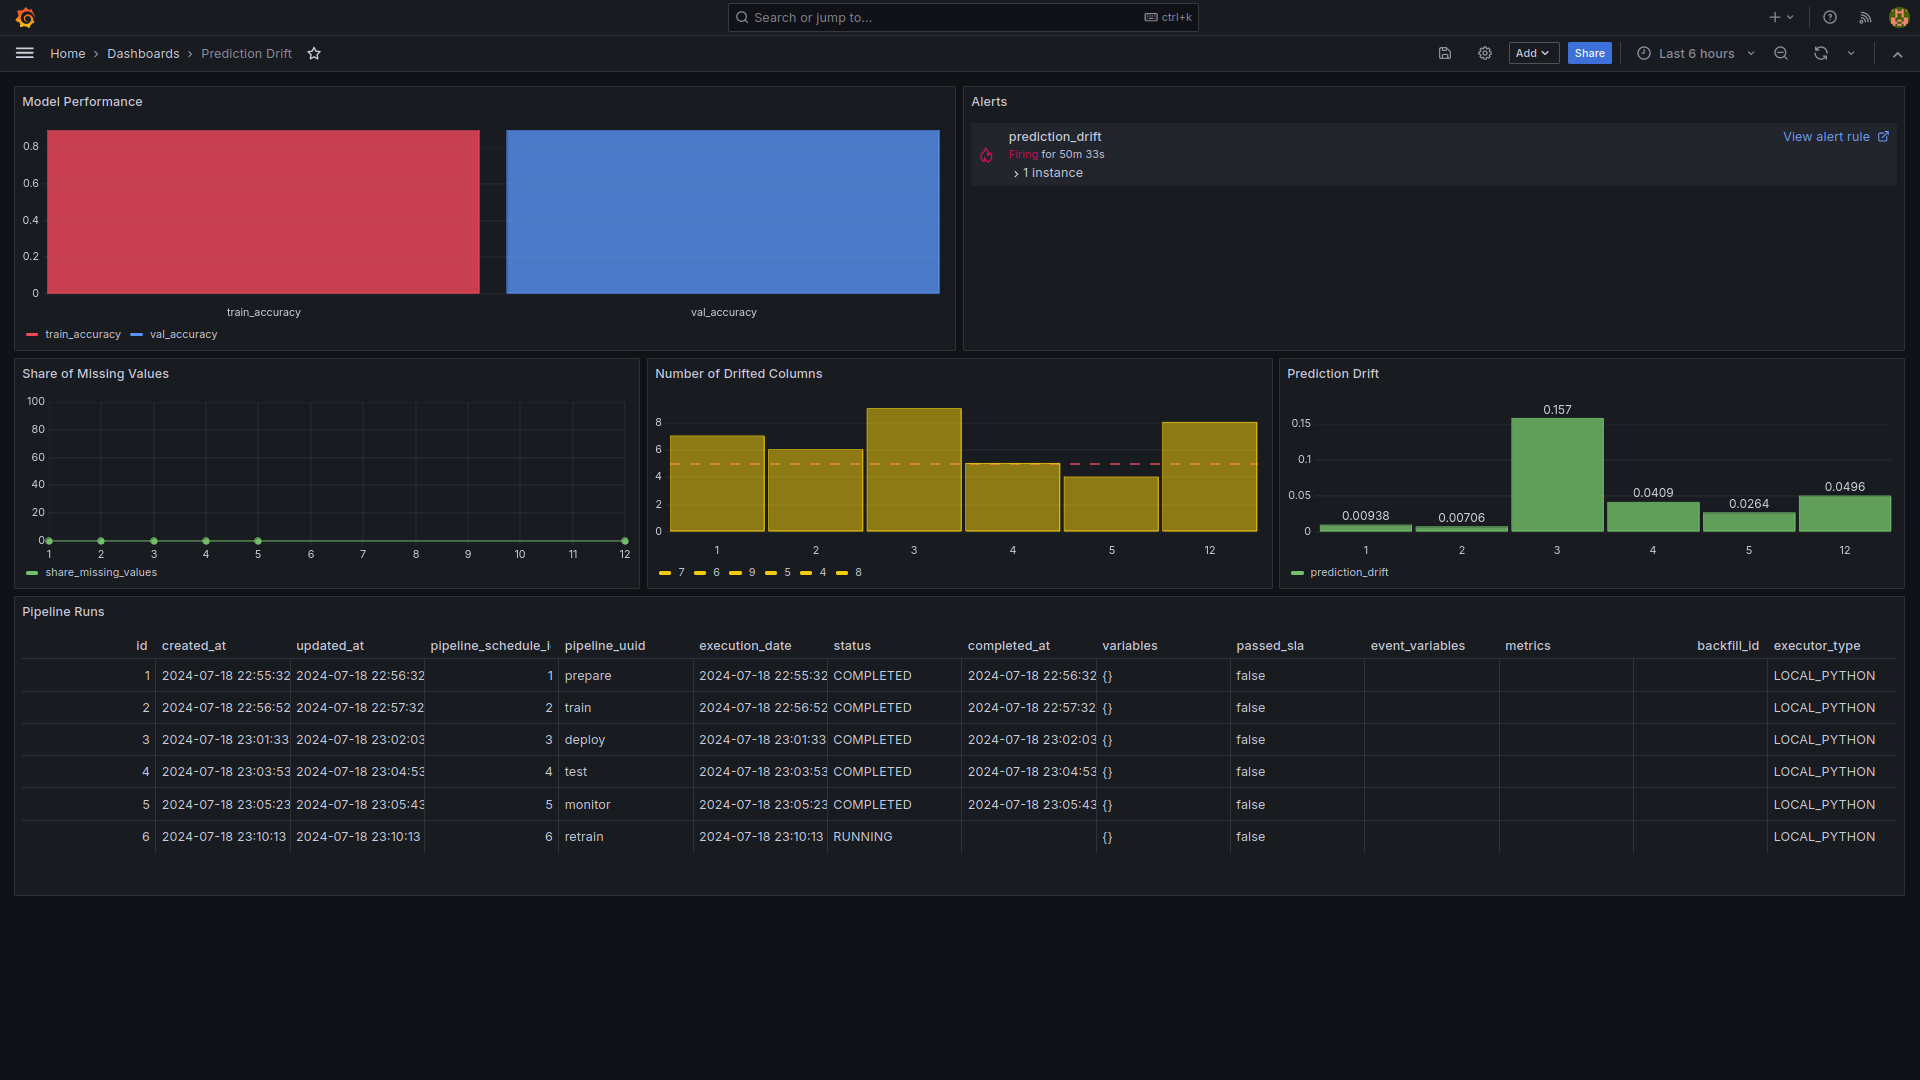 Search or jump to... ctrl+k
Home › Dashboards › Prediction Drift Add Share Last 6 hours
Model Performance
0.8
0.6
0.4
0.2
0
train_accuracy val_accuracy
train_accuracy val_accuracy
Alerts
prediction_drift View alert rule
Firing for 50m 33s
1 instance
Share of Missing Values
100
80
60
40
20
0
1 2 3 4 5 6 7 8 9 10 11 12
share_missing_values
Number of Drifted Columns
8
6
4
2
0
1 2 3 4 5 12
7 6 9 5 4 8
Prediction Drift
0.15
0.1
0.05
0
0.00938 0.00706 0.157 0.0409 0.0264 0.0496
1 2 3 4 5 12
prediction_drift
Pipeline Runs
id created_at updated_at pipeline_schedule_i pipeline_uuid execution_date status completed_at variables passed_sla event_variables metrics backfill_id executor_type
1 2024-07-18 22:55:32 2024-07-18 22:56:32 1 prepare 2024-07-18 22:55:32 COMPLETED 2024-07-18 22:56:32 {} false LOCAL_PYTHON
2 2024-07-18 22:56:52 2024-07-18 22:57:32 2 train 2024-07-18 22:56:52 COMPLETED 2024-07-18 22:57:32 {} false LOCAL_PYTHON
3 2024-07-18 23:01:33 2024-07-18 23:02:03 3 deploy 2024-07-18 23:01:33 COMPLETED 2024-07-18 23:02:03 {} false LOCAL_PYTHON
4 2024-07-18 23:03:53 2024-07-18 23:04:53 4 test 2024-07-18 23:03:53 COMPLETED 2024-07-18 23:04:53 {} false LOCAL_PYTHON
5 2024-07-18 23:05:23 2024-07-18 23:05:43 5 monitor 2024-07-18 23:05:23 COMPLETED 2024-07-18 23:05:43 {} false LOCAL_PYTHON
6 2024-07-18 23:10:13 2024-07-18 23:10:13 6 retrain 2024-07-18 23:10:13 RUNNING {} false LOCAL_PYTHON